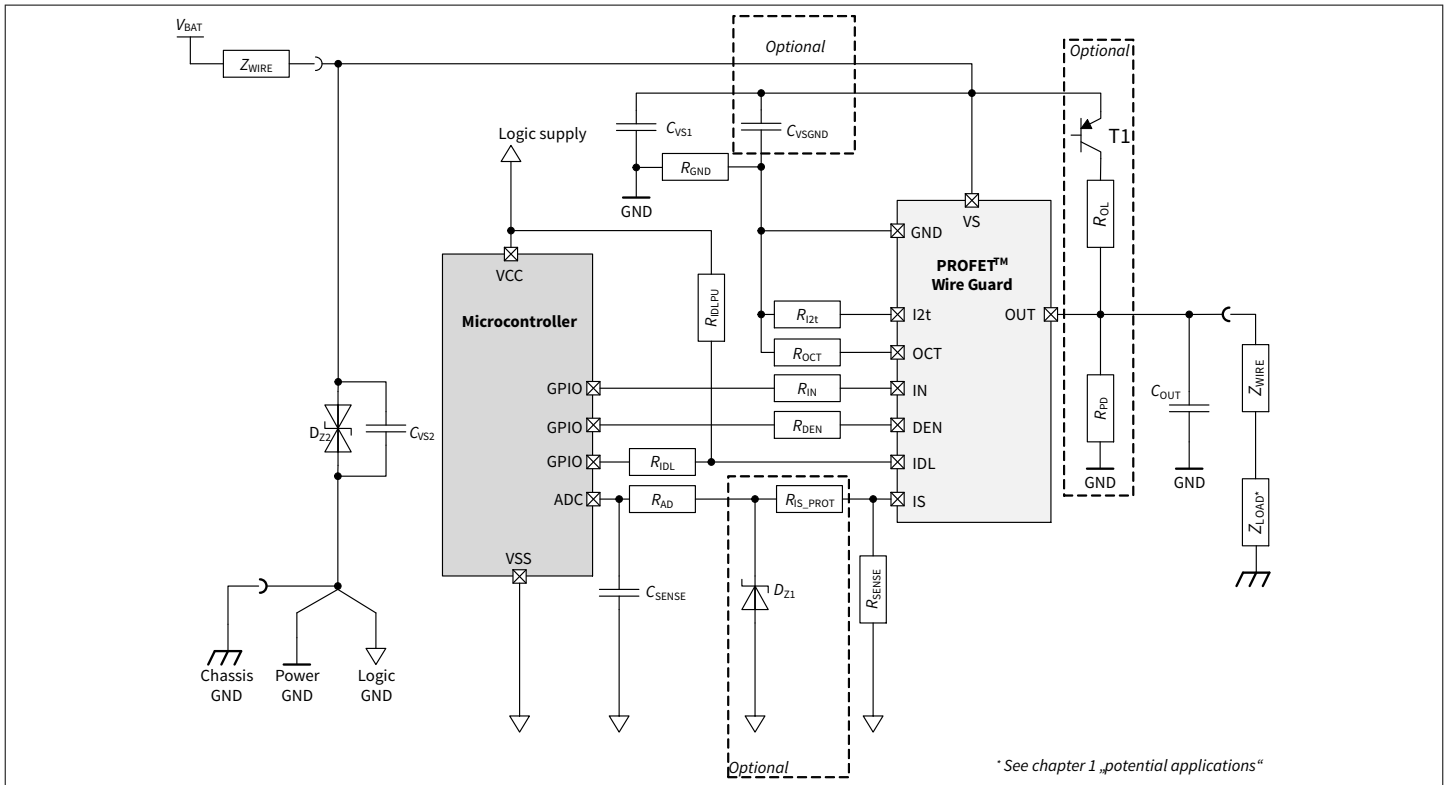 VBAT
ZWIRE
Optional
Optional
CVS1
CVSGND
T1
Logic supply
RGND
GND
ROL
VS
GND
VCC
PROFET™
Wire Guard
RIDLPU
Microcontroller
RI2t
I2t
OUT
ROCT
OCT
ZWIRE
GPIO
RIN
IN
RPD
COUT
DZ2
CVS2
GPIO
RDEN
DEN
GPIO
RIDL
IDL
GND
GND
ADC
RAD
RIS_PROT
IS
ZLOAD*
VSS
CSENSE
DZ1
RSENSE
Chassis
GND
Power
GND
Logic
GND
Optional
* See chapter 1 „potential applications“